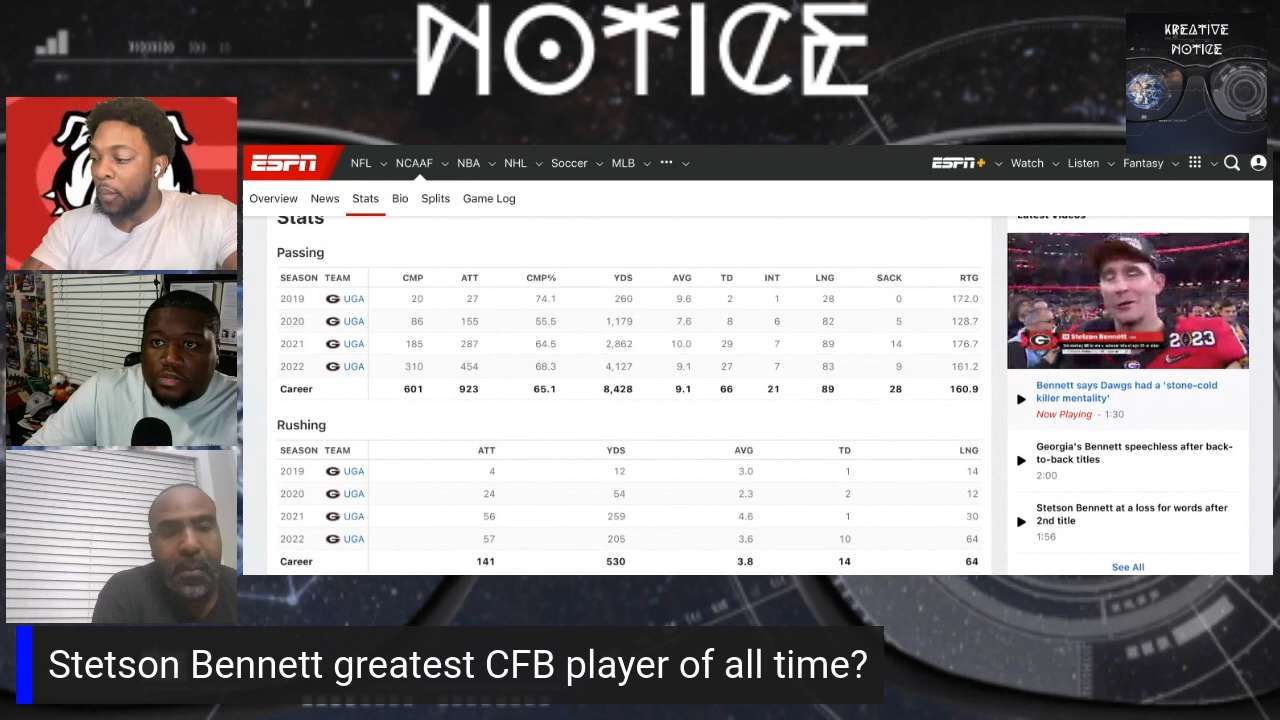 NOTICE
KREATIVE
NOTICE
ESPN NFL NCAAF NBA NHL Soccer MLB ••• ESPN+ Watch Listen Fantasy
Overview News Stats Bio Splits Game Log
Stats
Latest Videos
Passing
SEASON TEAM CMP ATT CMP% YDS AVG TD INT LNG SACK RTG
2019 UGA 20 27 74.1 260 9.6 2 1 28 0 172.0
2020 UGA 86 155 55.5 1,179 7.6 8 6 82 5 128.7
2021 UGA 185 287 64.5 2,862 10.0 29 7 89 14 176.7
2022 UGA 310 454 68.3 4,127 9.1 27 7 83 9 161.2
Career 601 923 65.1 8,428 9.1 66 21 89 28 160.9
Rushing
SEASON TEAM ATT YDS AVG TD LNG
2019 UGA 4 12 3.0 1 14
2020 UGA 24 54 2.3 2 12
2021 UGA 56 259 4.6 1 30
2022 UGA 57 205 3.6 10 64
Career 141 530 3.8 14 64
Stetson Bennett
2023
Bennett says Dawgs had a 'stone-cold
killer mentality'
Now Playing · 1:30
Georgia's Bennett speechless after back-
to-back titles
2:00
Stetson Bennett at a loss for words after
2nd title
1:56
See All
Stetson Bennett greatest CFB player of all time?